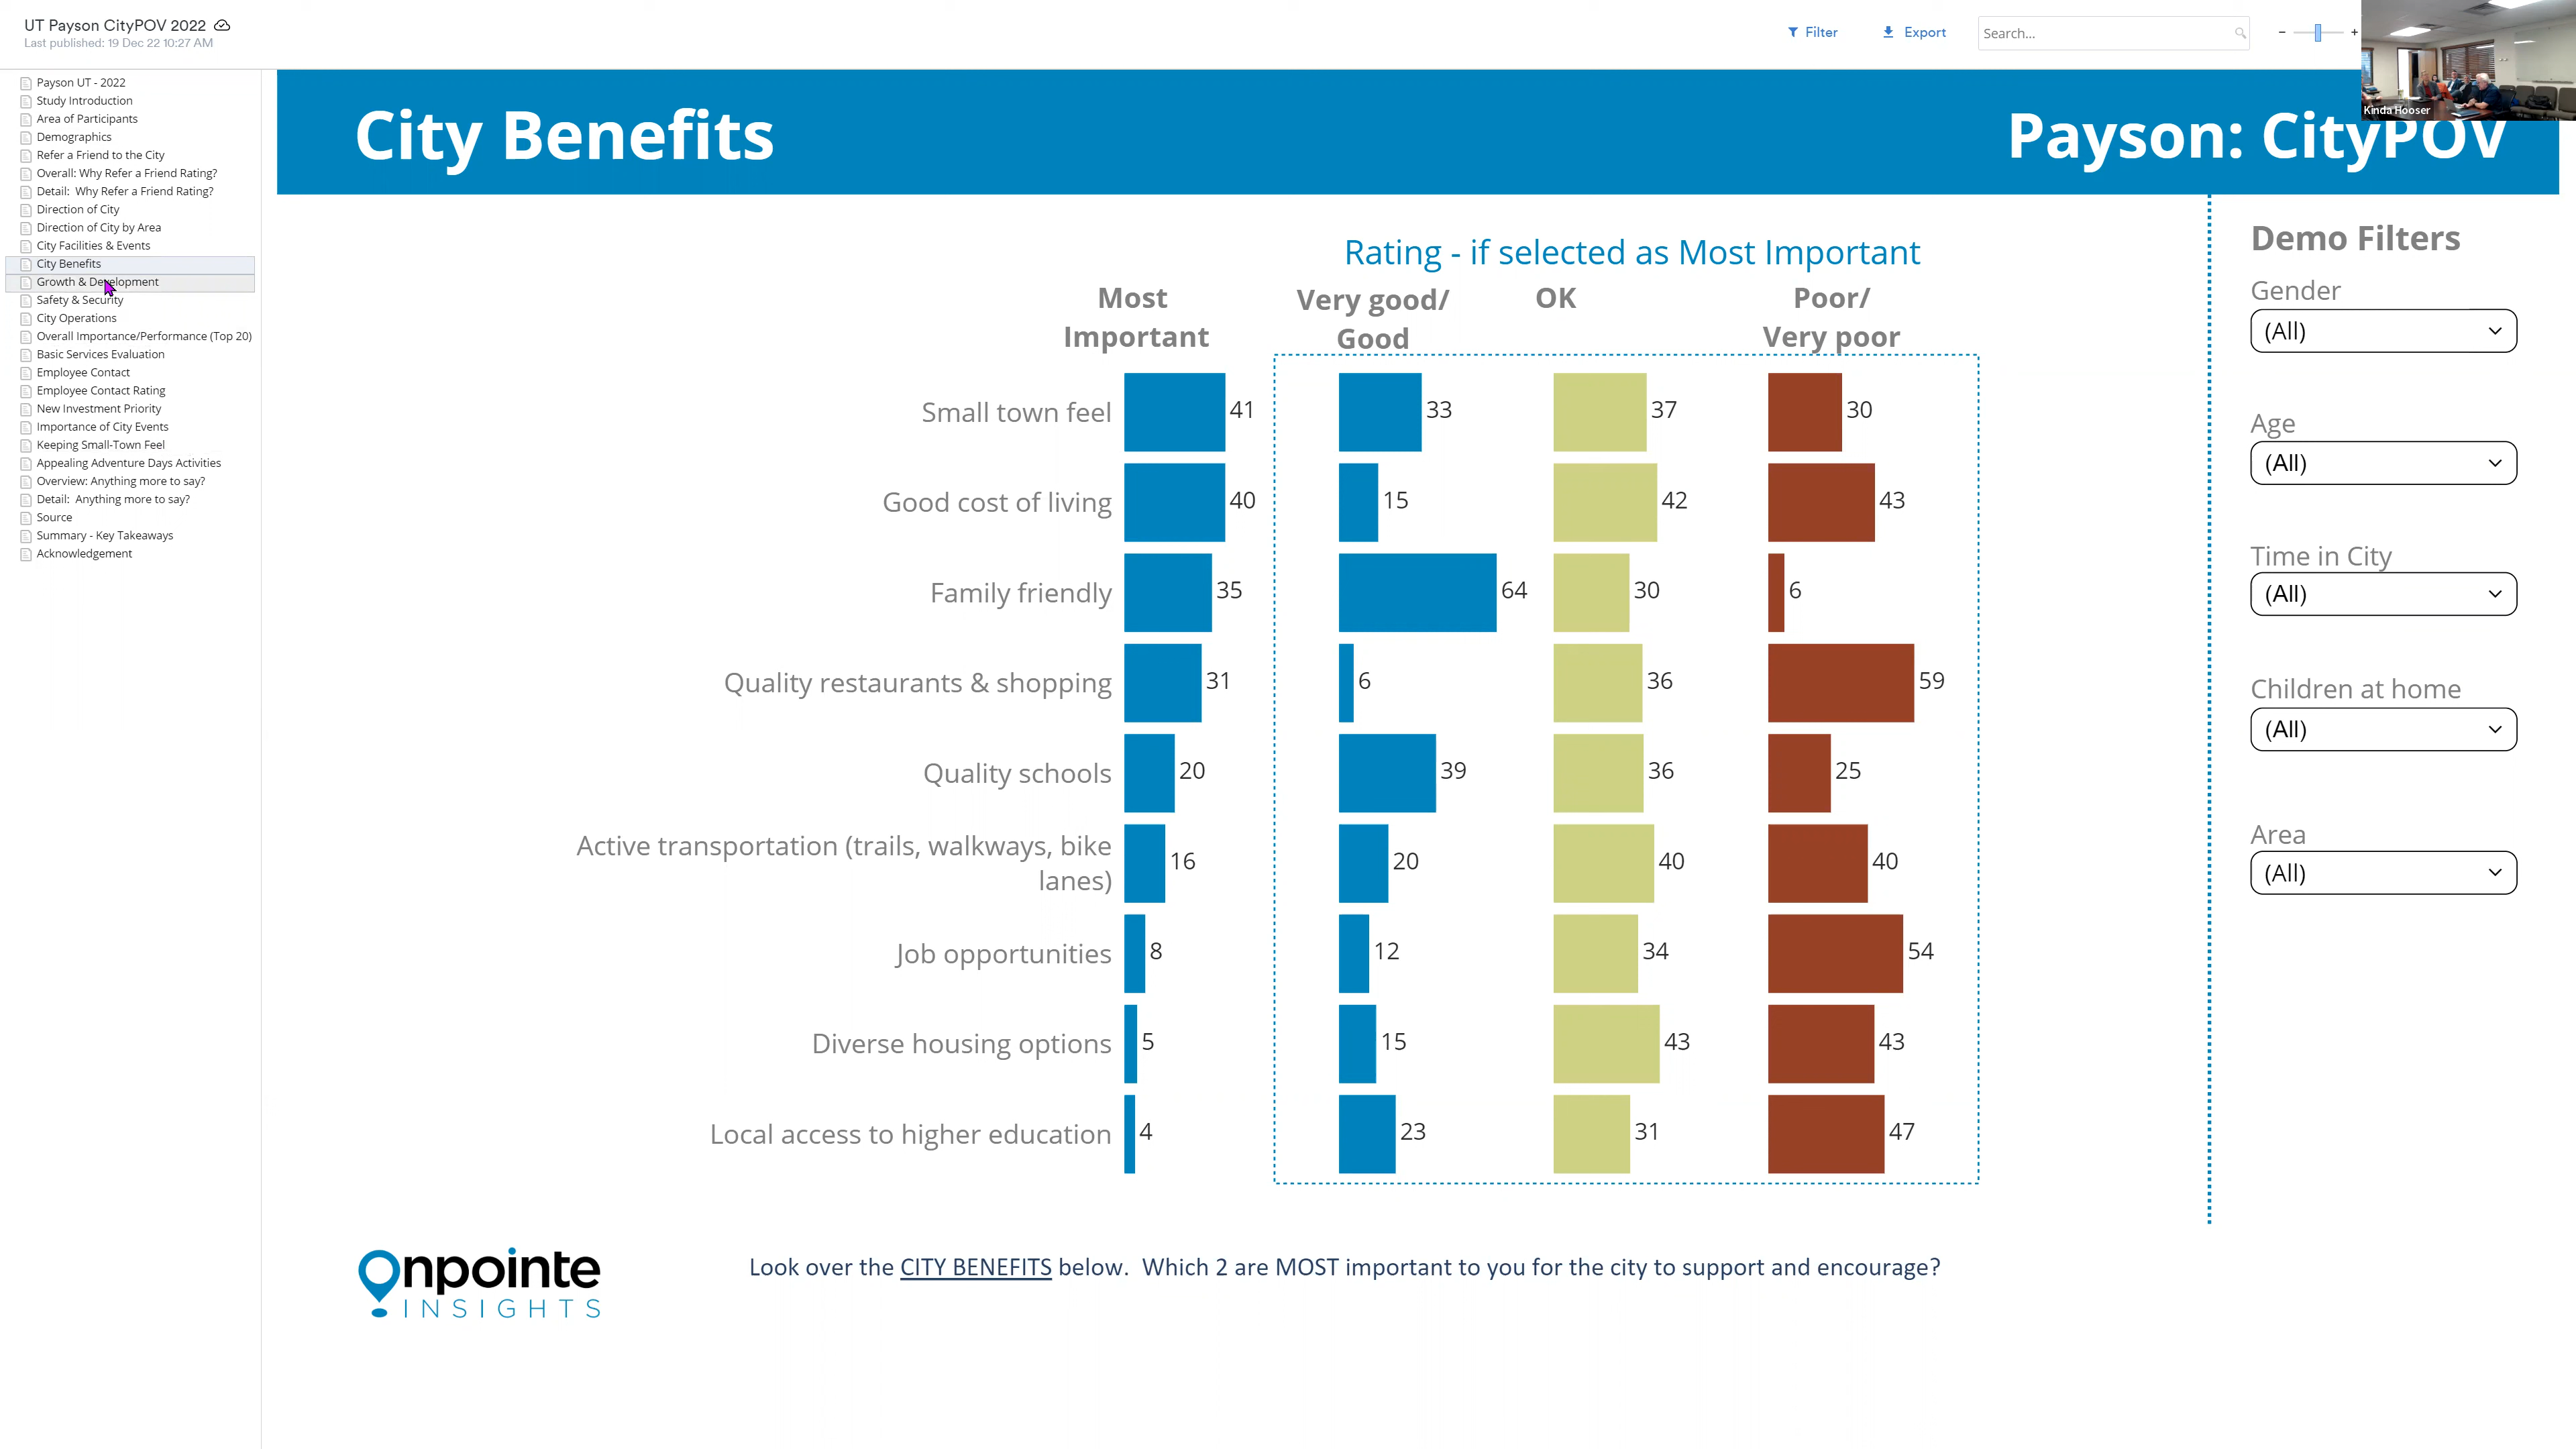 UT Payson CityPOV 2022
Last published: 19 Dec 22 10:27 AM
Filter
Export
Search...
Kinda Hooser
Payson UT - 2022
Study Introduction
Area of Participants
Demographics
Refer a Friend to the City
Overall: Why Refer a Friend Rating?
Detail: Why Refer a Friend Rating?
Direction of City
Direction of City by Area
City Facilities & Events
City Benefits
Growth & Development
Safety & Security
City Operations
Overall Importance/Performance (Top 20)
Basic Services Evaluation
Employee Contact
Employee Contact Rating
New Investment Priority
Importance of City Events
Keeping Small-Town Feel
Appealing Adventure Days Activities
Overview: Anything more to say?
Detail: Anything more to say?
Source
Summary - Key Takeaways
Acknowledgement
City Benefits
Payson: CityPOV
Rating - if selected as Most Important
Most Important
Very good/ Good
OK
Poor/ Very poor
Small town feel 41 33 37 30
Good cost of living 40 15 42 43
Family friendly 35 64 30 6
Quality restaurants & shopping 31 6 36 59
Quality schools 20 39 36 25
Active transportation (trails, walkways, bike
lanes) 16 20 40 40
Job opportunities 8 12 34 54
Diverse housing options 5 15 43 43
Local access to higher education 4 23 31 47
Demo Filters
Gender
(All)
Age
(All)
Time in City
(All)
Children at home
(All)
Area
(All)
Onpointe
INSIGHTS
Look over the CITY BENEFITS below. Which 2 are MOST important to you for the city to support and encourage?